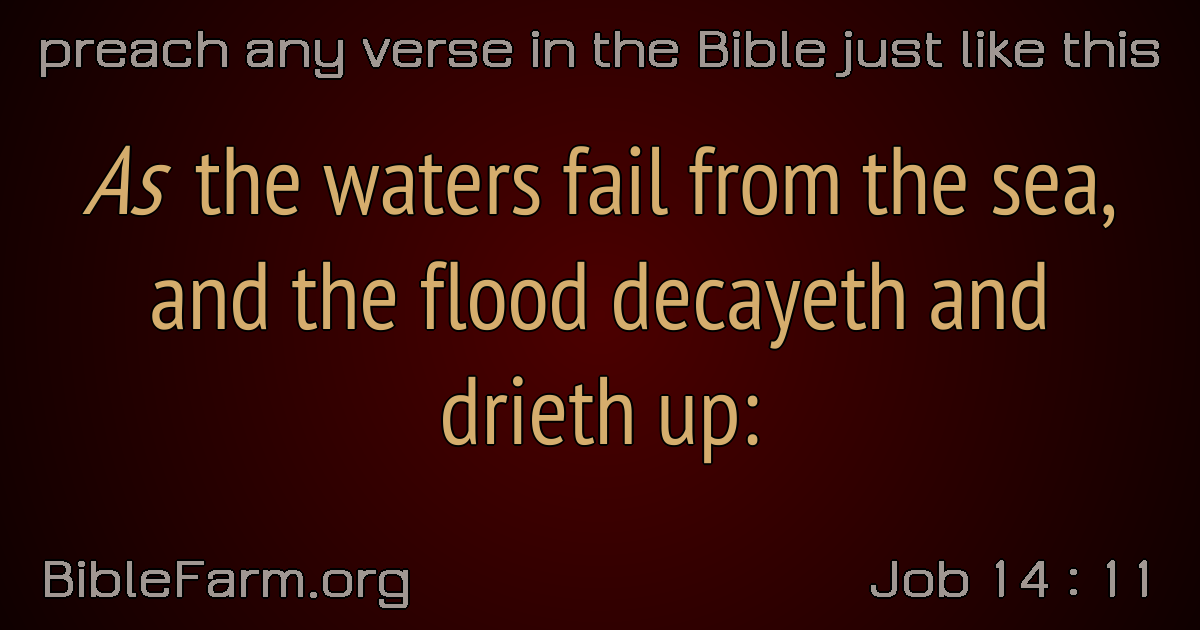 preach any verse in the Bible just like this
As the waters fail from the sea,
and the flood decayeth and
drieth up:
BibleFarm.org
Job 14 : 11